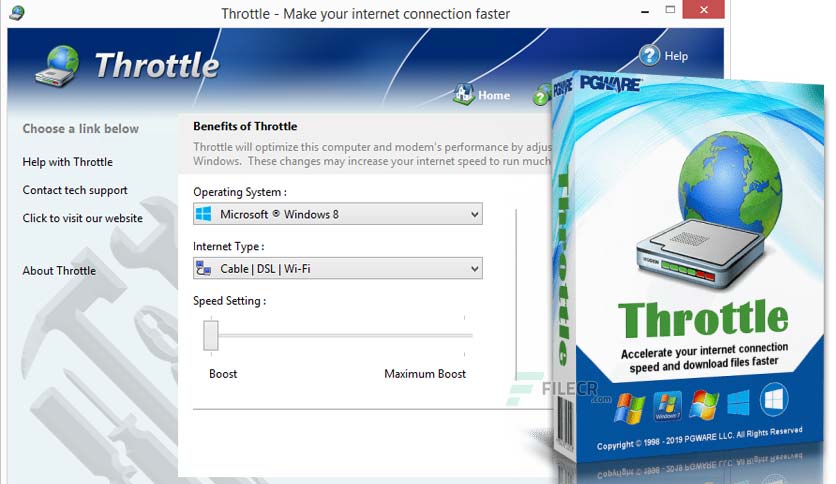 Throttle - Make your internet connection faster
Throttle
Help
Home
?
Choose a link below
Help with Throttle
Contact tech support
Click to visit our website
About Throttle
Benefits of Throttle
Throttle will optimize this computer and modem's performance by adjus
Windows. These changes may increase your internet speed to run much
Operating System :
Microsoft ® Windows 8
Internet Type :
Cable | DSL | Wi-Fi
Speed Setting :
Boost
Maximum Boost
FILECR
.com
PGWARE
PGWARE
Throttle
MODEM
Throttle
Accelerate your internet connection
speed and download files faster
Windows 7
Copyright © 1998 - 2019 PGWARE LLC. All Rights Reserved